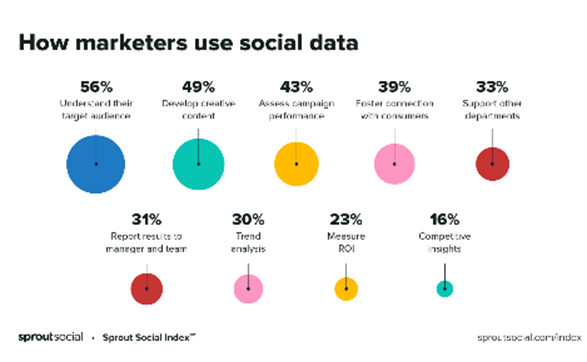 How marketers use social data
56% 49% 43% 39% 33%
Understand their Develop creative Assess campaign Foster connection Support other
target audience content performance with consumers departments
31% 30% 23% 16%
Report results to Trend Measure Competitive
manager and team analysis ROI insights
sproutsocial · Sprout Social Index™ sproutsocial.com/index